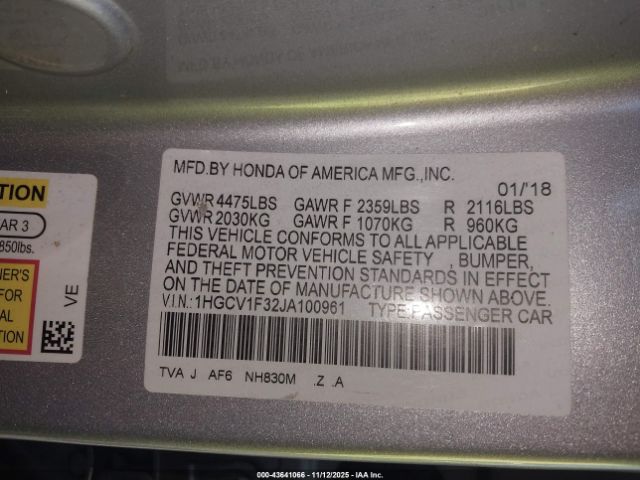 MFD.BY HONDA OF AMERICA MFG.,INC.
01/'18
GVWR 4475LBS GAWR F 2359LBS R 2116LBS
GVWR 2030KG GAWR F 1070KG R 960KG
THIS VEHICLE CONFORMS TO ALL APPLICABLE
FEDERAL MOTOR VEHICLE SAFETY , BUMPER,
AND THEFT PREVENTION STANDARDS IN EFFECT
ON THE DATE OF MANUFACTURE SHOWN ABOVE.
V.I.N.:1HGCV1F32JA100961 TYPE:PASSENGER CAR
TVA J AF6 NH830M .Z .A
TION
AR 3
850lbs.
NER'S
FOR
AL
TION
VE
000-43641066 - 11/12/2025 - IAA Inc.